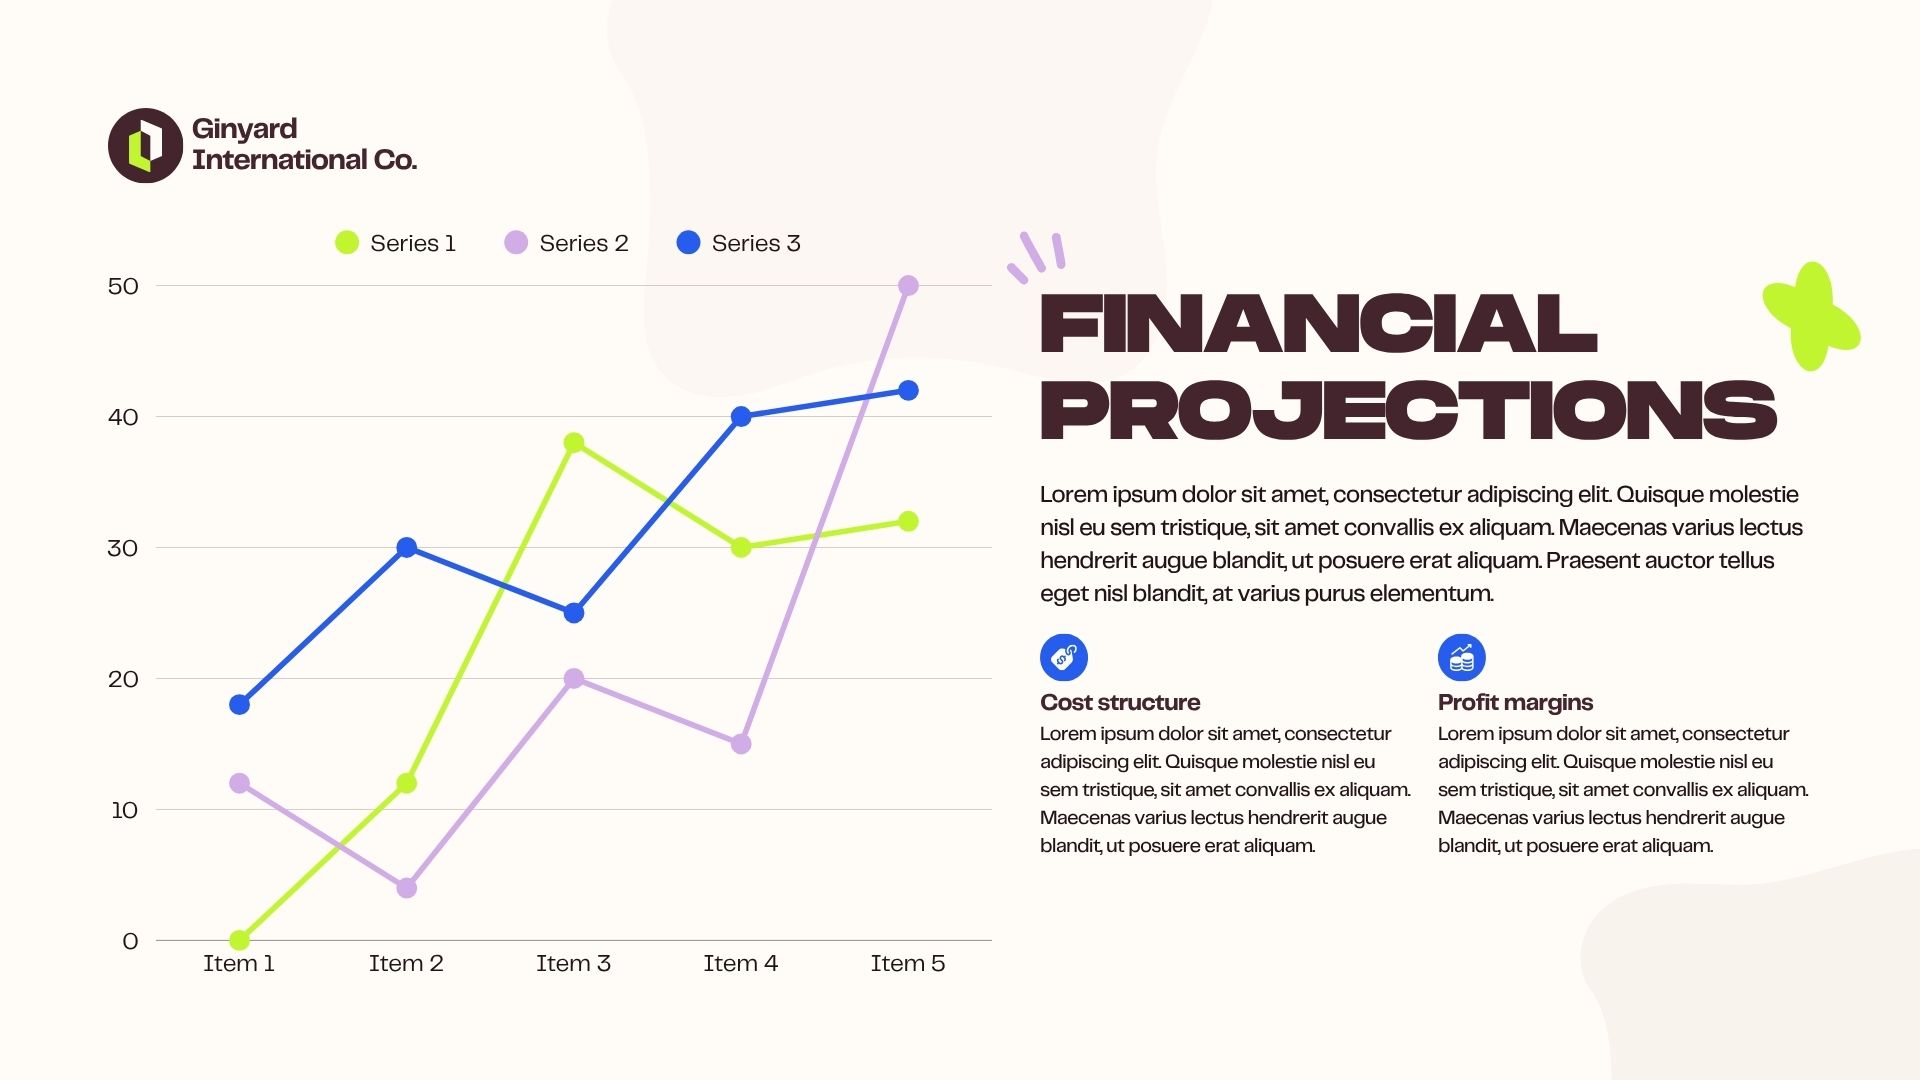 Ginyard
International Co.
Series 1
Series 2
Series 3
50
40
30
20
10
0
Item 1
Item 2
Item 3
Item 4
Item 5
FINANCIAL
PROJECTIONS
Lorem ipsum dolor sit amet, consectetur adipiscing elit. Quisque molestie
nisl eu sem tristique, sit amet convallis ex aliquam. Maecenas varius lectus
hendrerit augue blandit, ut posuere erat aliquam. Praesent auctor tellus
eget nisl blandit, at varius purus elementum.
Cost structure
Lorem ipsum dolor sit amet, consectetur
adipiscing elit. Quisque molestie nisl eu
sem tristique, sit amet convallis ex aliquam.
Maecenas varius lectus hendrerit augue
blandit, ut posuere erat aliquam.
Profit margins
Lorem ipsum dolor sit amet, consectetur
adipiscing elit. Quisque molestie nisl eu
sem tristique, sit amet convallis ex aliquam.
Maecenas varius lectus hendrerit augue
blandit, ut posuere erat aliquam.